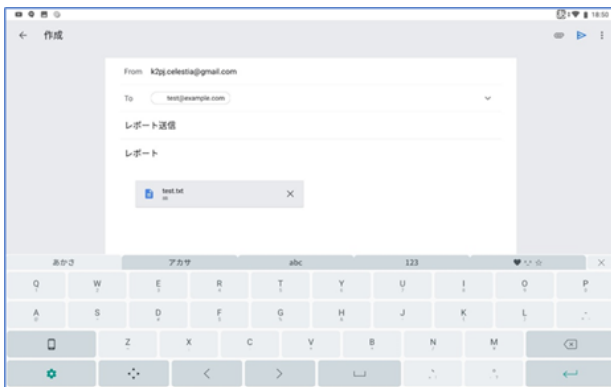 18:50
← 作成
From k2pj.celestia@gmail.com
To test@example.com
レポート送信
レポート
test.txt
あかさ アカサ abc 123 ♥ ☆
Q W E R T Y U I O P
A S D F G H J K L
Z X C V B N M